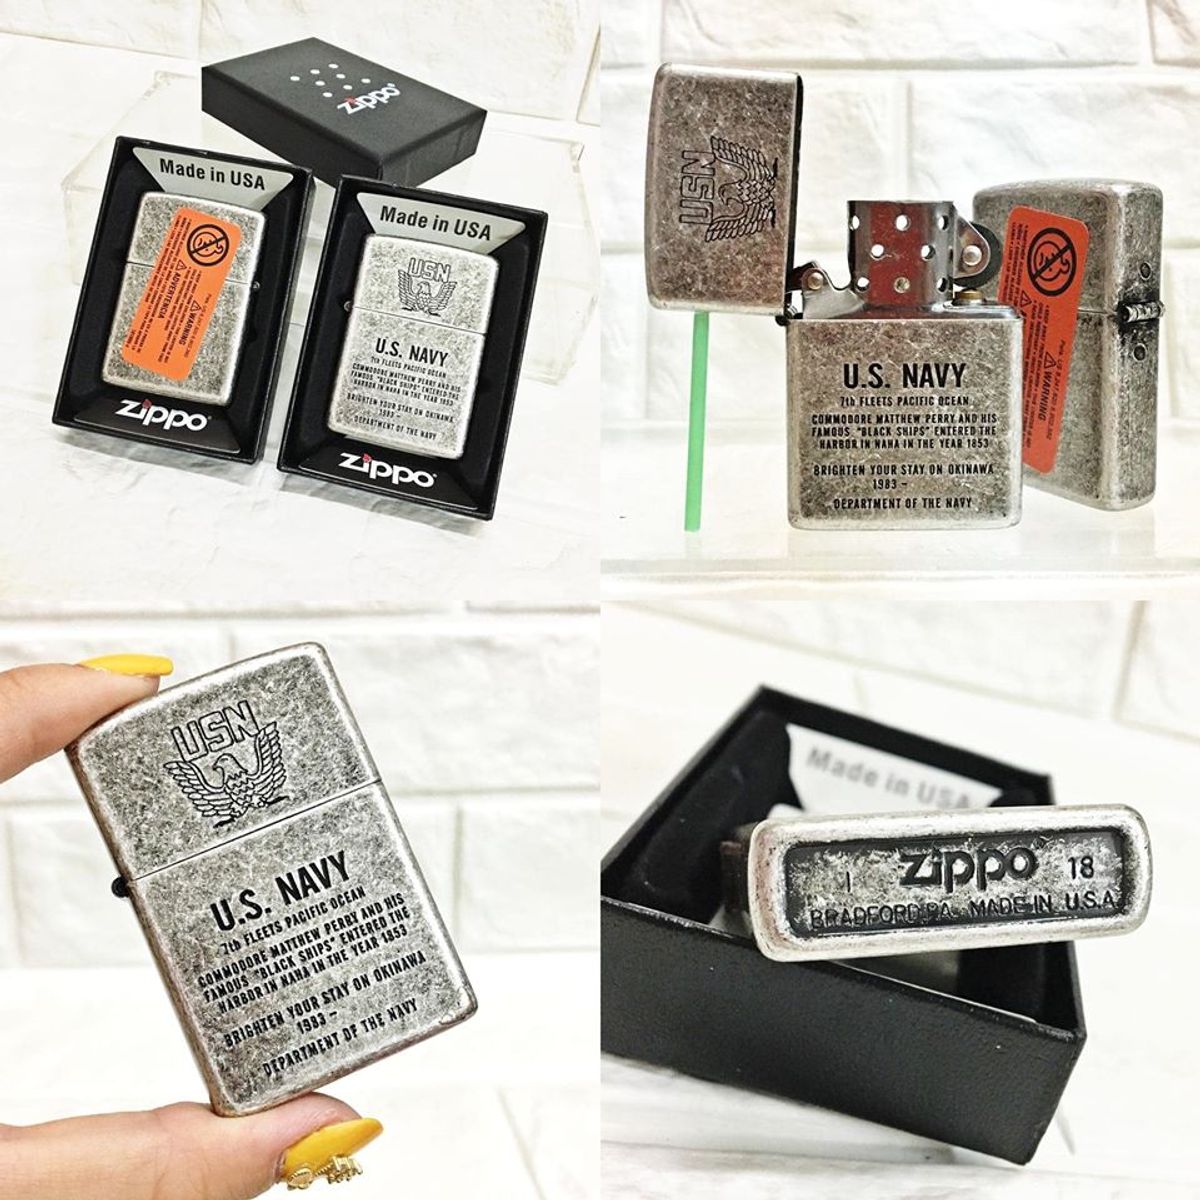 zippo
Made in USA
ADVERTENCIA
WARNING
zippo
Made in USA
USN
U.S. NAVY
7th FLEETS PACIFIC OCEAN
COMMODORE MATTHEW PERRY AND HIS
FAMOUS "BLACK SHIPS" ENTERED THE
HARBOR IN NAHA IN THE YEAR 1853
BRIGHTEN YOUR STAY ON OKINAWA
1983 –
DEPARTMENT OF THE NAVY
zippo
USN
U.S. NAVY
7th FLEETS PACIFIC OCEAN
COMMODORE MATTHEW PERRY AND HIS
FAMOUS "BLACK SHIPS" ENTERED THE
HARBOR IN NAHA IN THE YEAR 1853
BRIGHTEN YOUR STAY ON OKINAWA
1983 –
DEPARTMENT OF THE NAVY
WARNING
USN
U.S. NAVY
7th FLEETS PACIFIC OCEAN
COMMODORE MATTHEW PERRY AND HIS
FAMOUS "BLACK SHIPS" ENTERED THE
HARBOR IN NAHA IN THE YEAR 1853
BRIGHTEN YOUR STAY ON OKINAWA
1983 –
DEPARTMENT OF THE NAVY
Made in USA
I zippo 18
BRADFORD PA. MADE IN U.S.A.